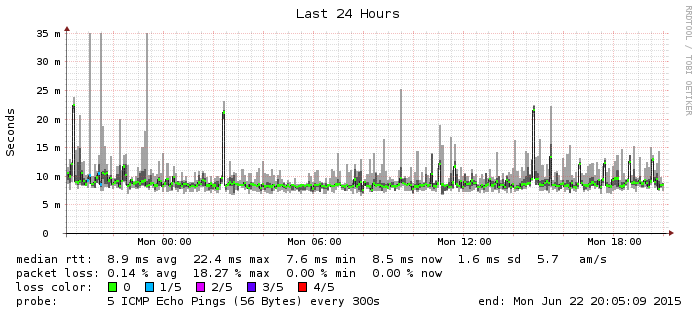 Last 24 Hours
RRDTOOL / TOBI OETIKER
Seconds
35 m
30 m
25 m
20 m
15 m
10 m
5 m
0
Mon 00:00 Mon 06:00 Mon 12:00 Mon 18:00
median rtt: 8.9 ms avg 22.4 ms max 7.6 ms min 8.5 ms now 1.6 ms sd 5.7 am/s
packet loss: 0.14 % avg 18.27 % max 0.00 % min 0.00 % now
loss color: 0 1/5 2/5 3/5 4/5
probe: 5 ICMP Echo Pings (56 Bytes) every 300s end: Mon Jun 22 20:05:09 2015